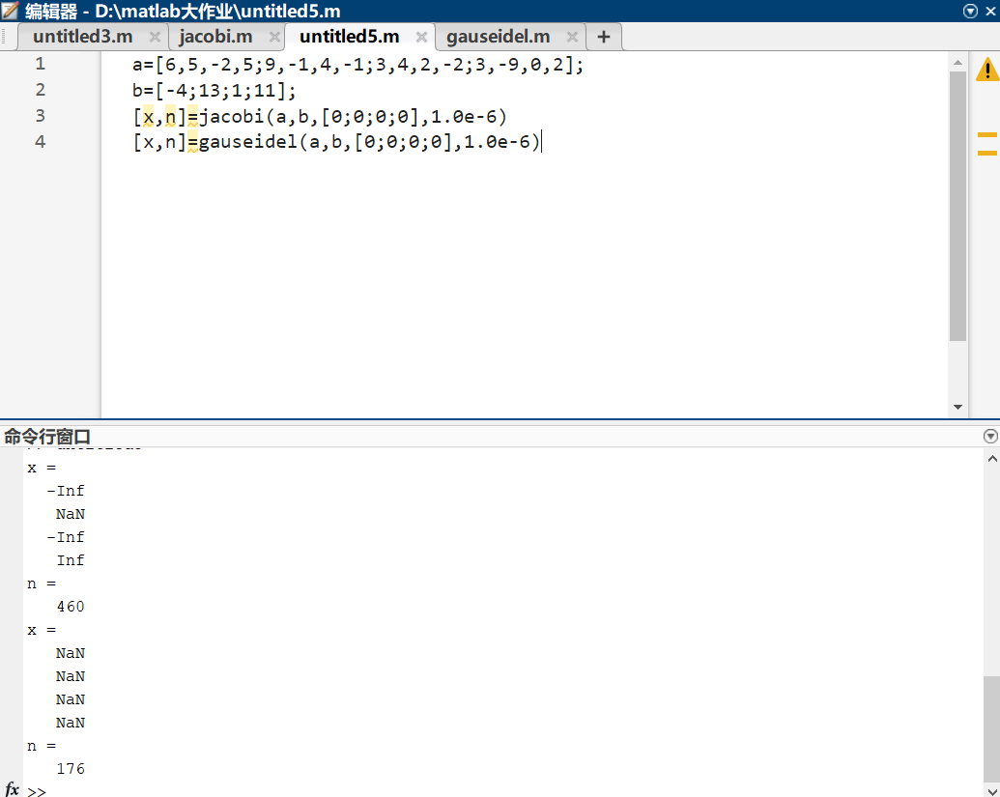 编辑器 - D:\matlab大作业\untitled5.m
untitled3.m jacobi.m untitled5.m gauseidel.m +
1 a=[6,5,-2,5;9,-1,4,-1;3,4,2,-2;3,-9,0,2];
2 b=[-4;13;1;11];
3 [x,n]=jacobi(a,b,[0;0;0;0],1.0e-6)
4 [x,n]=gauseidel(a,b,[0;0;0;0],1.0e-6)
命令行窗口
x =
-Inf
NaN
-Inf
Inf
n =
460
x =
NaN
NaN
NaN
NaN
n =
176
fx >>